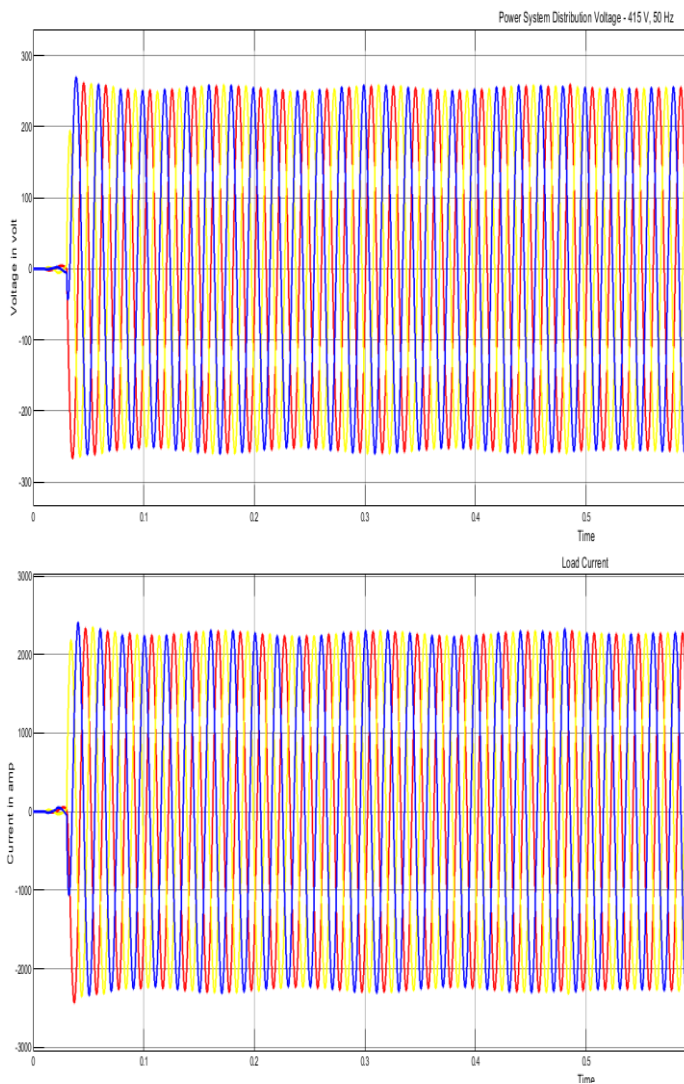 Power System Distribution Voltage - 415 V, 50 Hz
300
200
100
0
-100
-200
-300
Voltage in volt
0 0.1 0.2 0.3 0.4 0.5
Time
Load Current
3000
2000
1000
0
-1000
-2000
-3000
Current in amp
0 0.1 0.2 0.3 0.4 0.5
Time